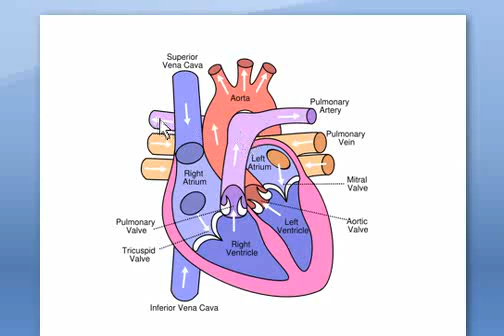 Superior
Vena Cava
Aorta
Pulmonary
Artery
Pulmonary
Vein
Left
Atrium
Right
Atrium
Mitral
Valve
Pulmonary
Valve
Aortic
Valve
Left
Ventricle
Tricuspid
Valve
Right
Ventricle
Inferior Vena Cava